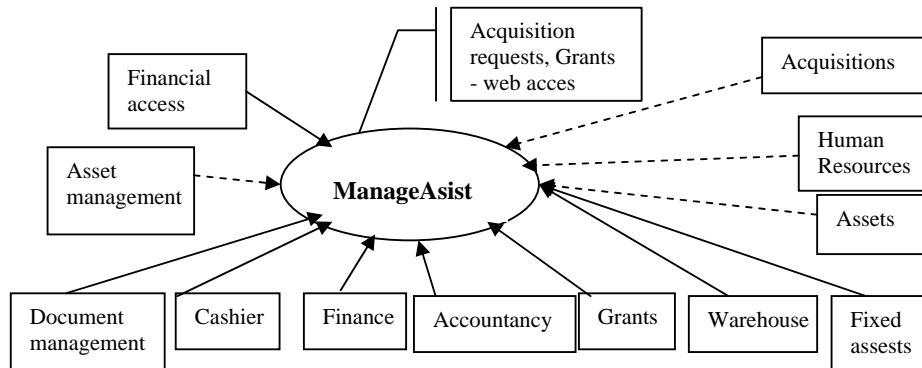 Acquisition
requests, Grants
- web acces
Financial
access
Acquisitions
Human
Resources
Asset
management
ManageAsist
Assets
Document
management
Cashier
Finance
Accountancy
Grants
Warehouse
Fixed
assests